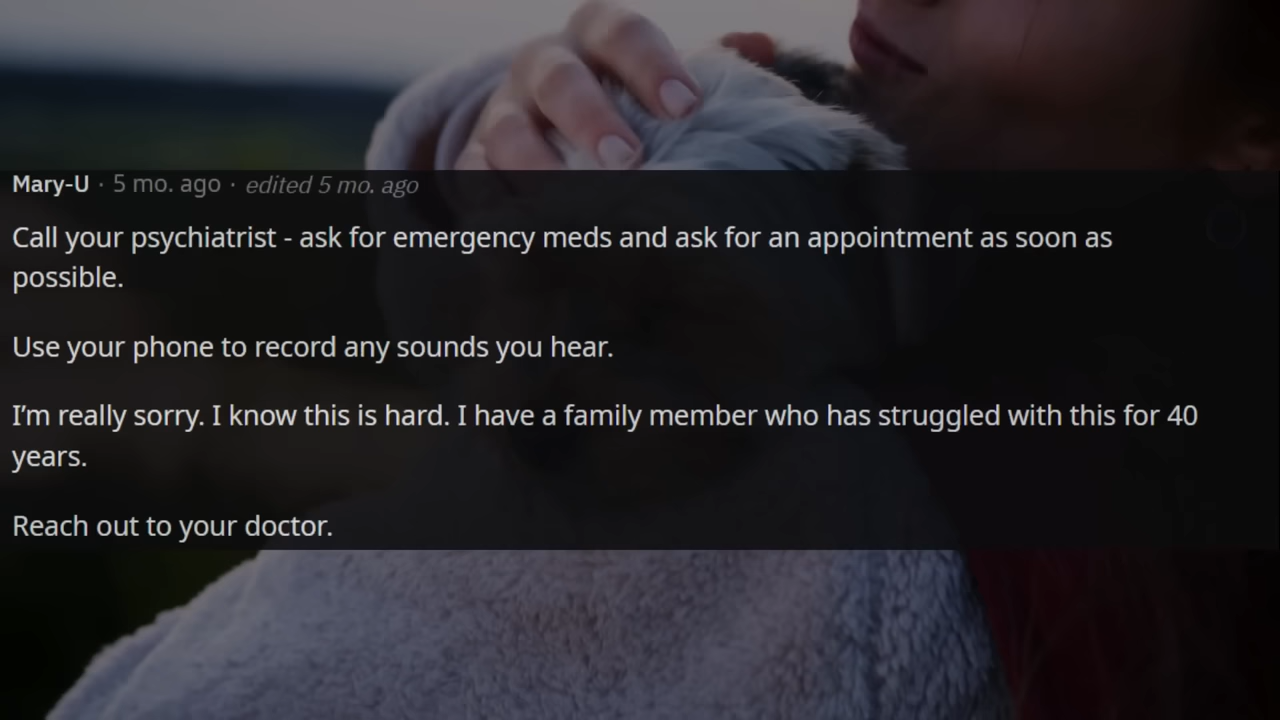 Mary-U · 5 mo. ago · edited 5 mo. ago
Call your psychiatrist - ask for emergency meds and ask for an appointment as soon as
possible.
Use your phone to record any sounds you hear.
I’m really sorry. I know this is hard. I have a family member who has struggled with this for 40
years.
Reach out to your doctor.